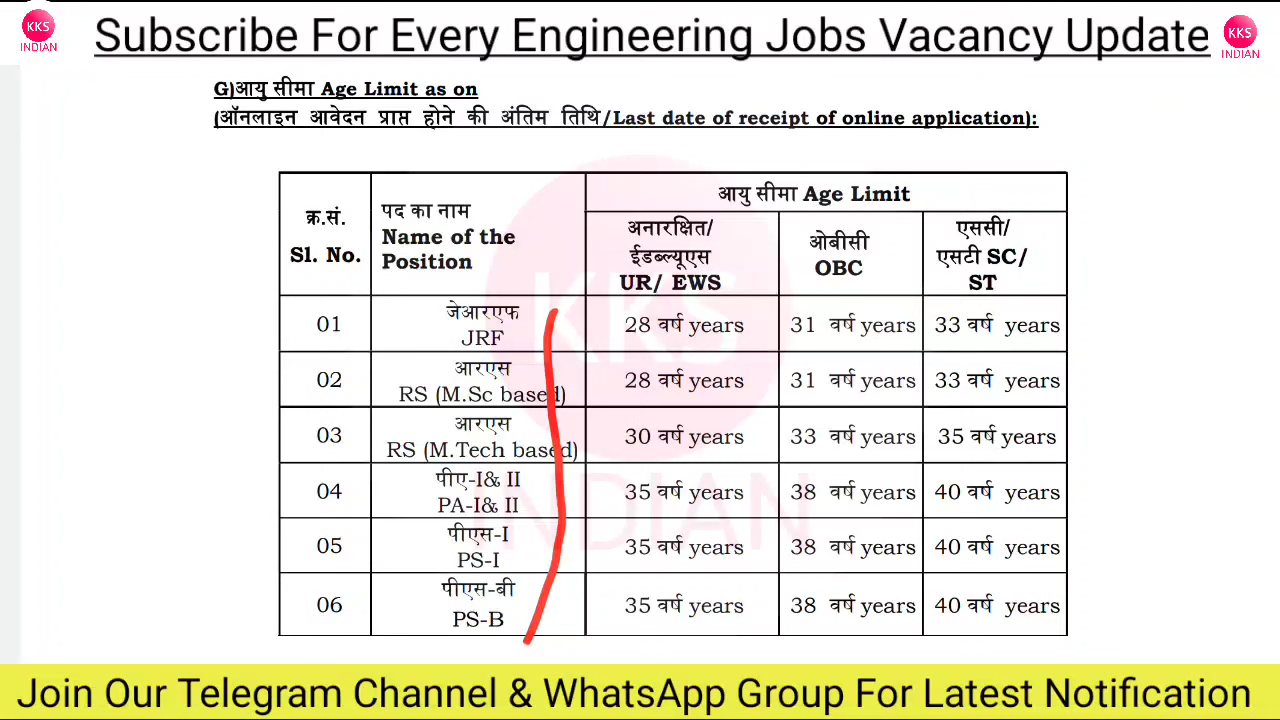 KKS
INDIAN
Subscribe For Every Engineering Jobs Vacancy Update
KKS
INDIAN
G)आयु सीमा Age Limit as on
(ऑनलाइन आवेदन प्राप्त होने की अंतिम तिथि/Last date of receipt of online application):
क्र.सं.
Sl. No.
पद का नाम
Name of the
Position
आयु सीमा Age Limit
अनारक्षित/
ईडब्ल्यूएस
UR/ EWS
ओबीसी
OBC
एससी/
एसटी SC/
ST
01
जेआरएफ
JRF
28 वर्ष years
31 वर्ष years
33 वर्ष years
02
आरएस
RS (M.Sc based)
28 वर्ष years
31 वर्ष years
33 वर्ष years
03
आरएस
RS (M.Tech based)
30 वर्ष years
33 वर्ष years
35 वर्ष years
04
पीए-I& II
PA-I& II
35 वर्ष years
38 वर्ष years
40 वर्ष years
05
पीएस-I
PS-I
35 वर्ष years
38 वर्ष years
40 वर्ष years
06
पीएस-बी
PS-B
35 वर्ष years
38 वर्ष years
40 वर्ष years
KKS
INDIAN
Join Our Telegram Channel & WhatsApp Group For Latest Notification